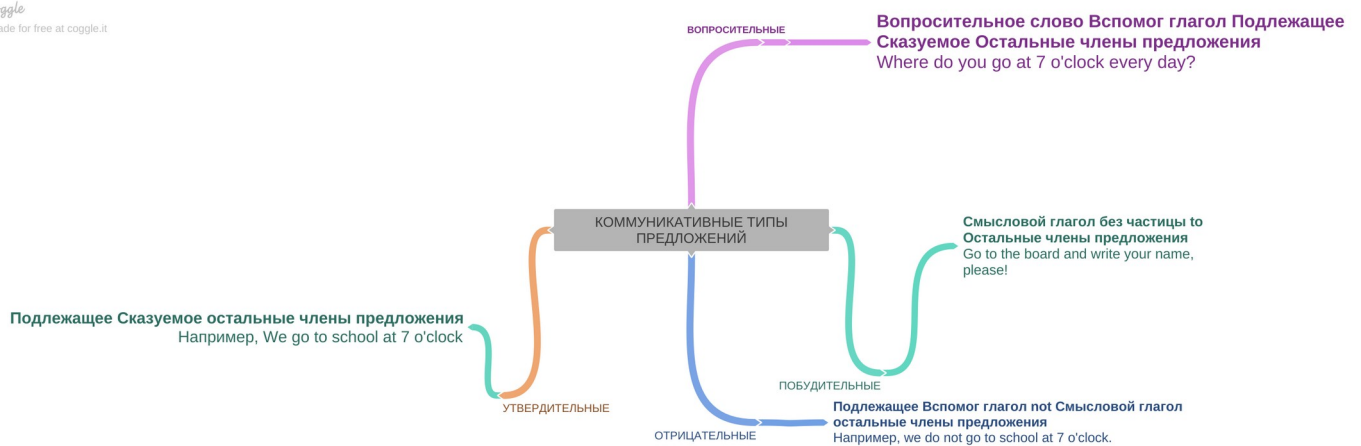 ade for free at coggle.it
ВОПРОСИТЕЛЬНЫЕ
Вопросительное слово Вспомог глагол Подлежащее
Сказуемое Остальные члены предложения
Where do you go at 7 o'clock every day?
КОММУНИКАТИВНЫЕ ТИПЫ
ПРЕДЛОЖЕНИЙ
Смысловой глагол без частицы to
Остальные члены предложения
Go to the board and write your name,
please!
Подлежащее Сказуемое остальные члены предложения
Например, We go to school at 7 o'clock
ПОБУДИТЕЛЬНЫЕ
УТВЕРДИТЕЛЬНЫЕ
Подлежащее Вспомог глагол not Смысловой глагол
остальные члены предложения
Например, we do not go to school at 7 o'clock.
ОТРИЦАТЕЛЬНЫЕ